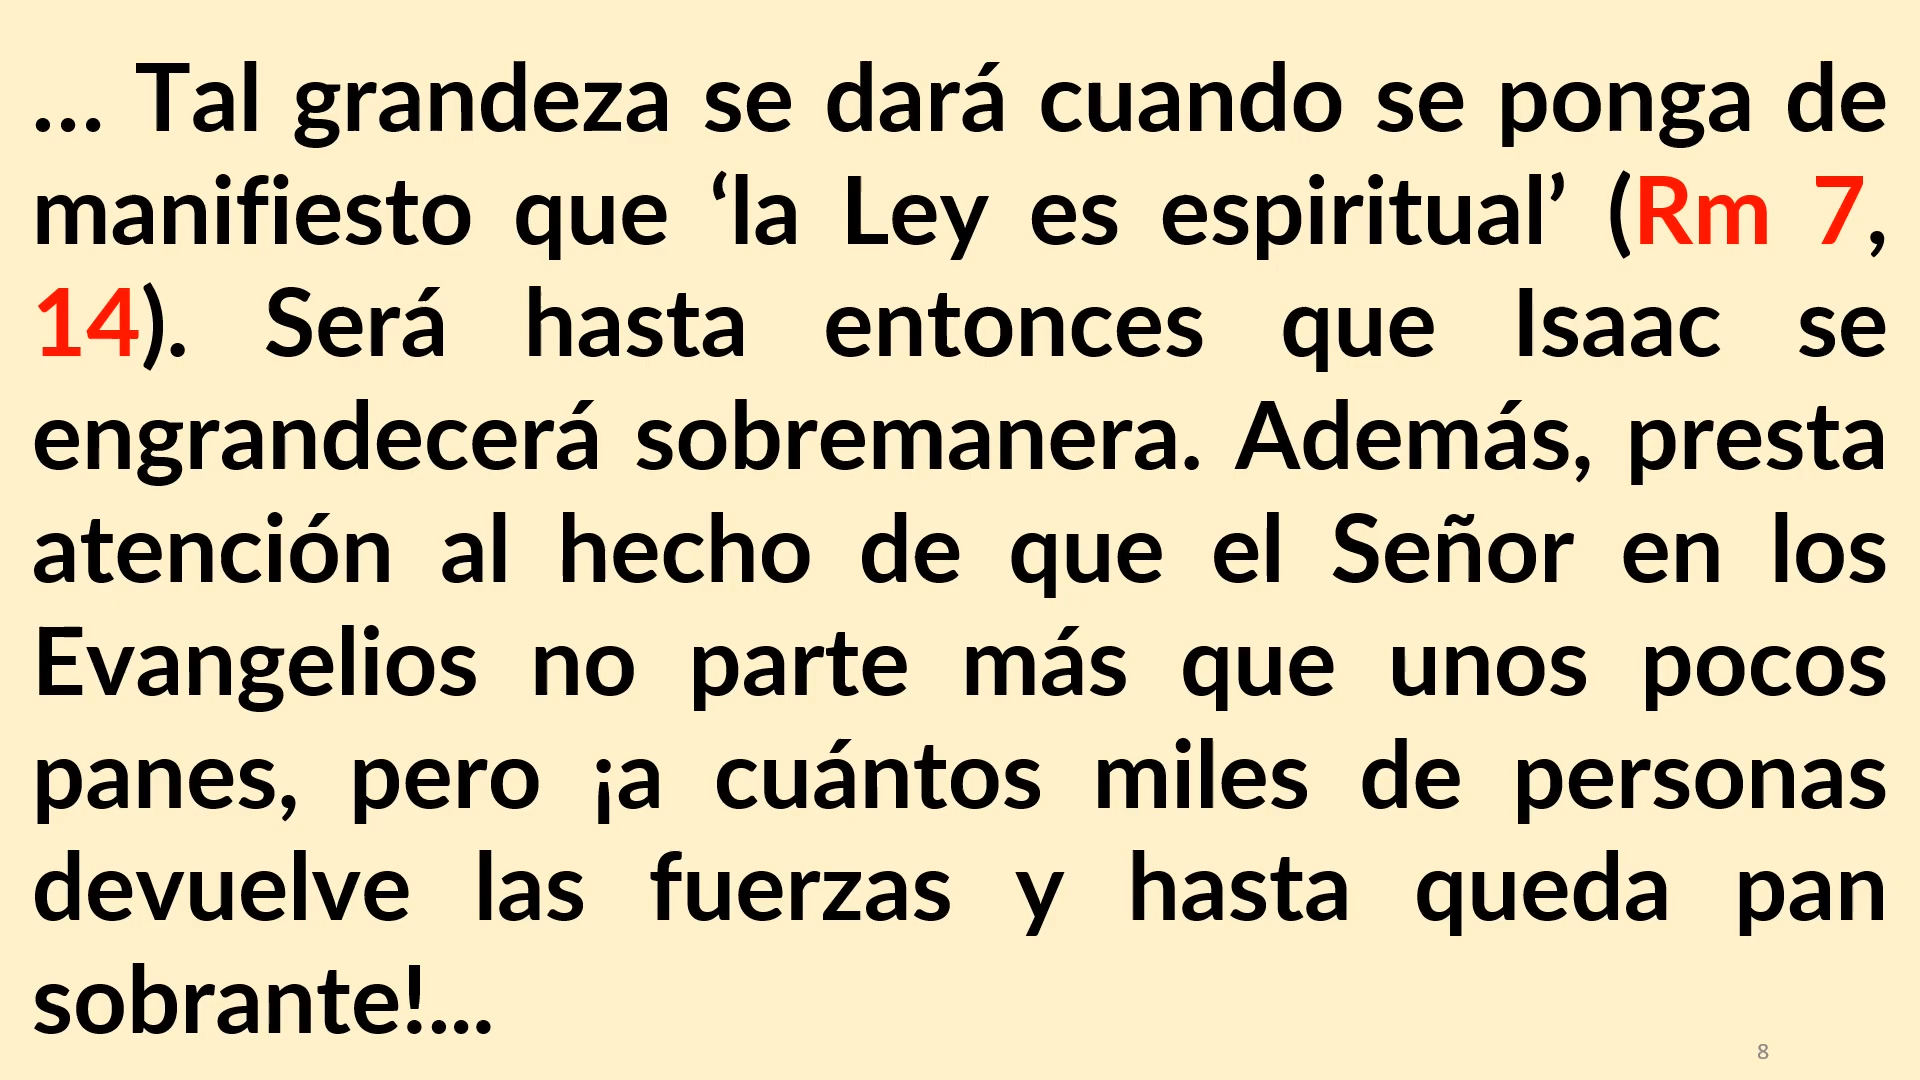 … Tal grandeza se dará cuando se ponga de
manifiesto que ‘la Ley es espiritual’ (Rm 7,
14). Será hasta entonces que Isaac se
engrandecerá sobremanera. Además, presta
atención al hecho de que el Señor en los
Evangelios no parte más que unos pocos
panes, pero ¡a cuántos miles de personas
devuelve las fuerzas y hasta queda pan
sobrante!...
8